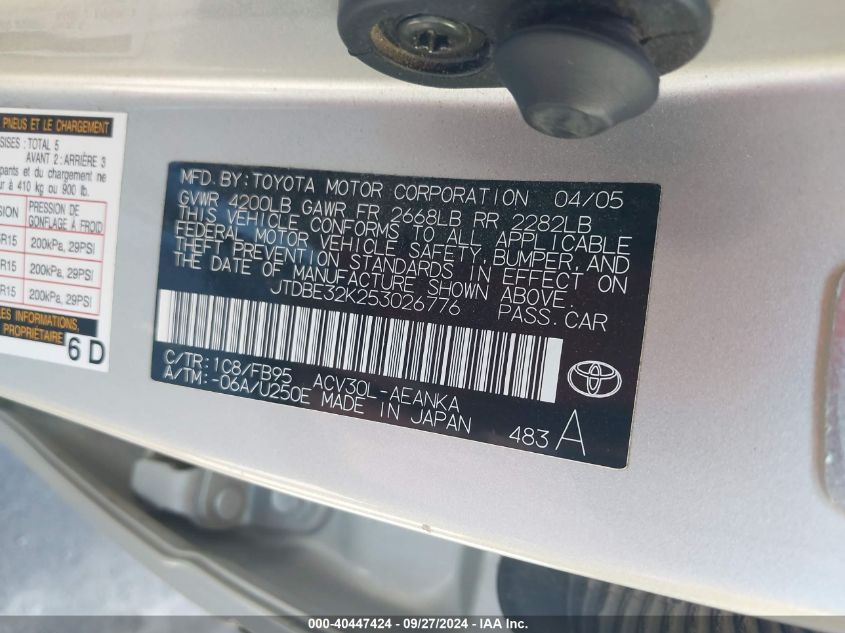 PNEUS ET LE CHARGEMENT
SISES : TOTAL 5
AVANT 2 : ARRIÈRE 3
pants et du chargement ne
r à 410 kg ou 900 lb.
SION
PRESSION DE
GONFLAGE À FROID
R15 200kPa, 29PSI
R15 200kPa, 29PSI
R15 200kPa, 29PSI
LES INFORMATIONS,
PROPRIÉTAIRE
6 D
MFD. BY: TOYOTA MOTOR CORPORATION 04/05
GVWR 4200LB GAWR FR 2668LB RR 2282LB
THIS VEHICLE CONFORMS TO ALL APPLICABLE
FEDERAL MOTOR VEHICLE SAFETY, BUMPER, AND
THEFT PREVENTION STANDARDS IN EFFECT ON
THE DATE OF MANUFACTURE SHOWN ABOVE.
JTDBE32K253026776 PASS. CAR
C/TR: 1C8/FB95 ACV30L-AEANKA
A/TM: -06A/U250E MADE IN JAPAN
483 A
000-40447424 - 09/27/2024 - IAA Inc.